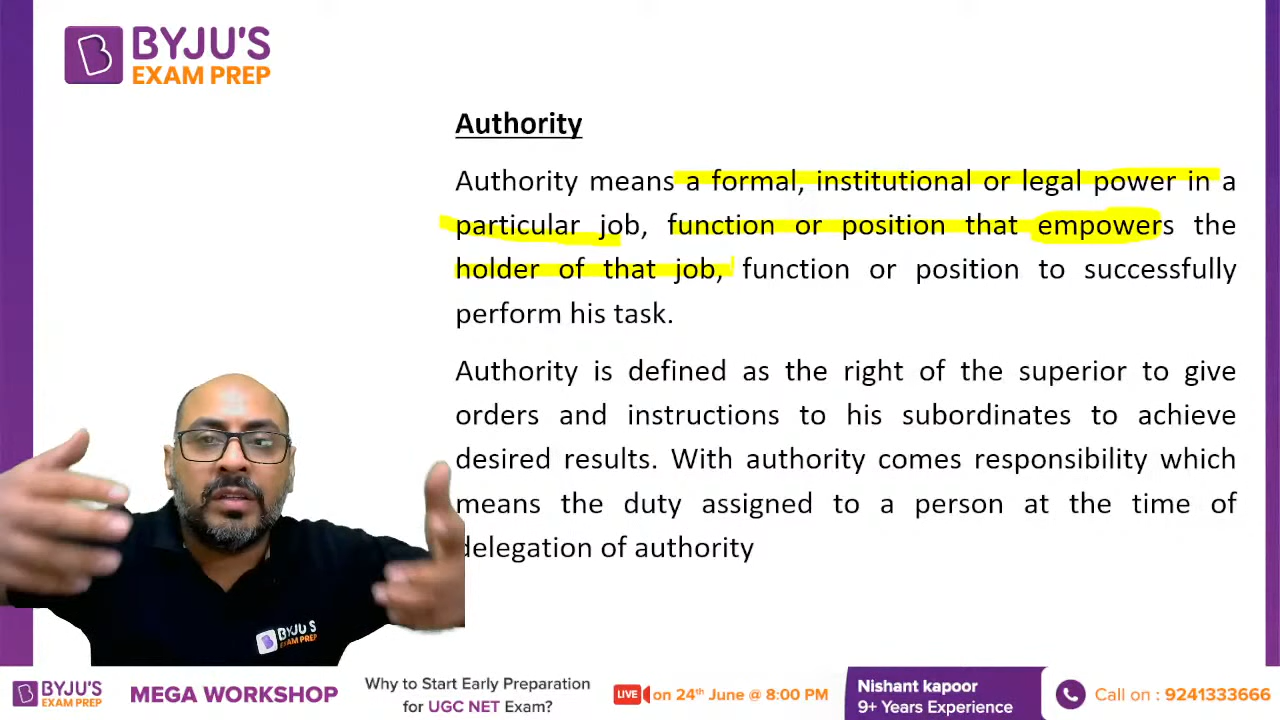 BYJU'S
EXAM PREP
Authority
Authority means a formal, institutional or legal power in a
particular job, function or position that empowers the
holder of that job, function or position to successfully
perform his task.
Authority is defined as the right of the superior to give
orders and instructions to his subordinates to achieve
desired results. With authority comes responsibility which
means the duty assigned to a person at the time of
delegation of authority
BYJU'S
EXAM PREP
BYJU'S
EXAM PREP
MEGA WORKSHOP
Why to Start Early Preparation
for UGC NET Exam?
LIVE on 24th June @ 8:00 PM
Nishant kapoor
9+ Years Experience
Call on : 9241333666